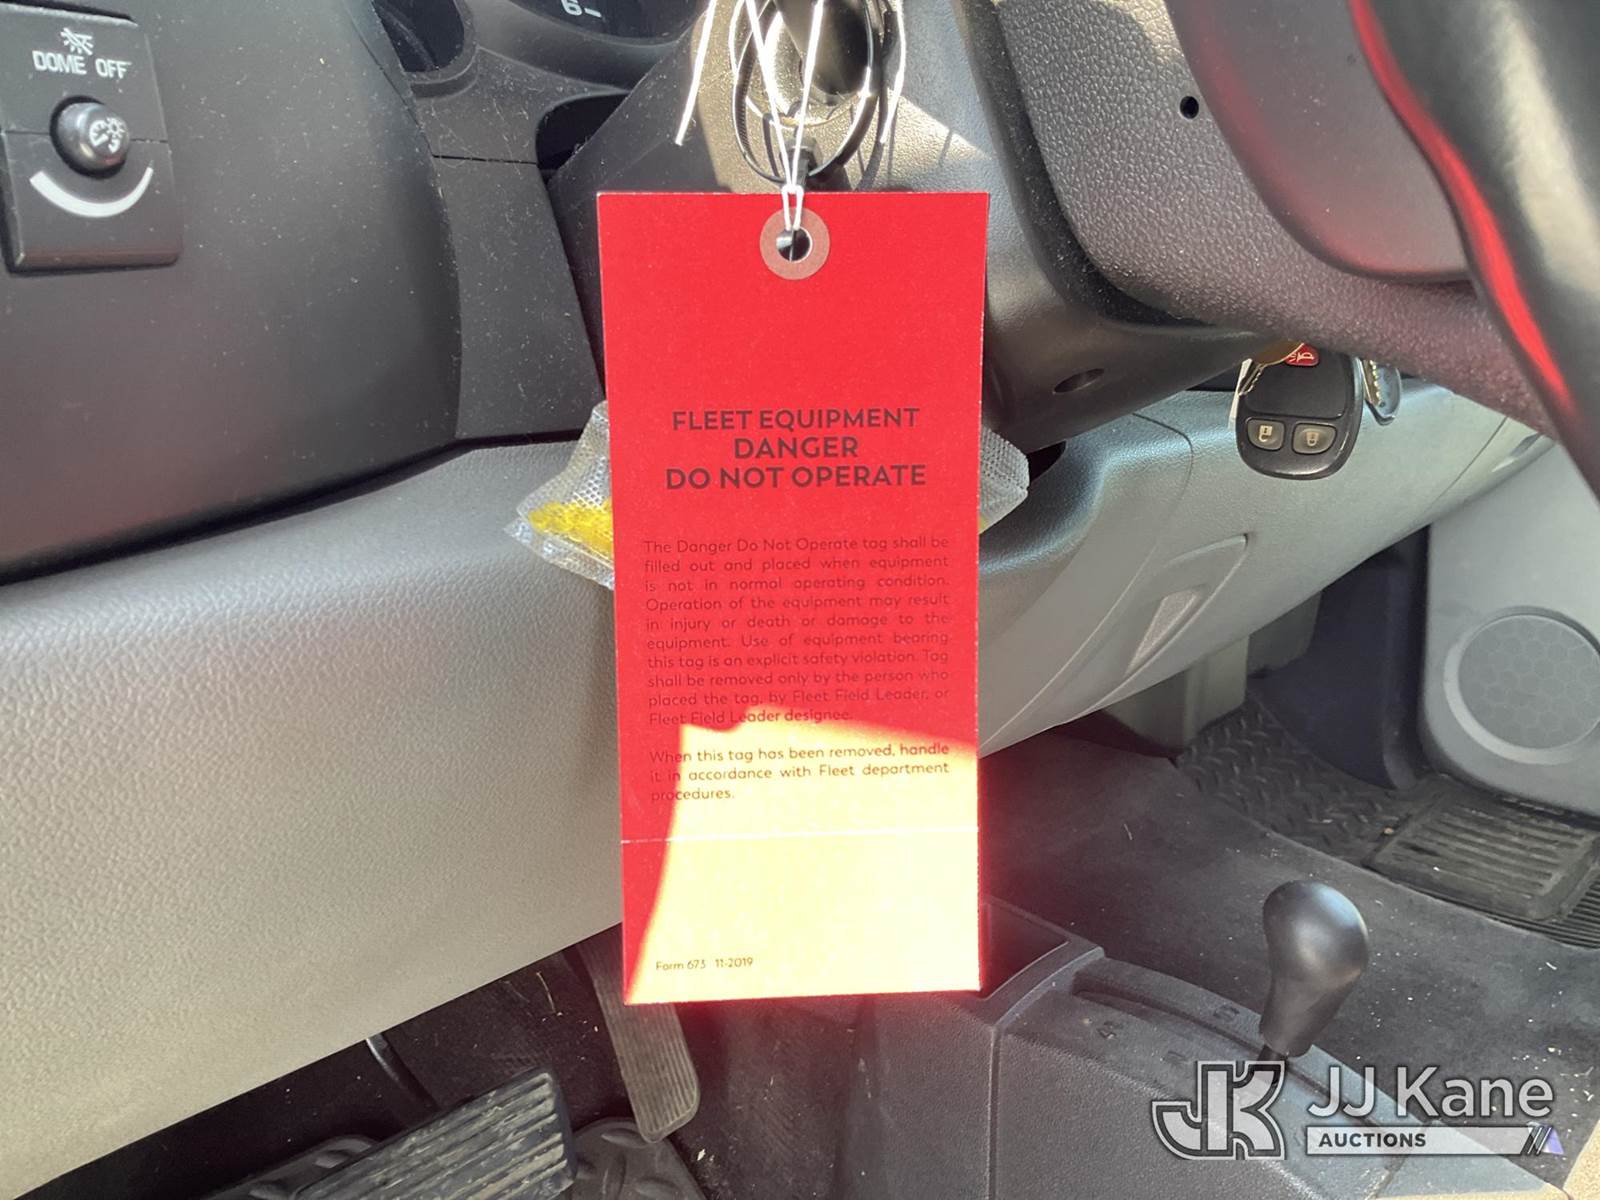 DOME OFF
6
FLEET EQUIPMENT
DANGER
DO NOT OPERATE
The Danger Do Not Operate tag shall be
filled out and placed when equipment
is not in normal operating condition.
Operation of the equipment may result
in injury or death or damage to the
equipment. Use of equipment bearing
this tag is an explicit safety violation. Tag
shall be removed only by the person who
placed the tag, by Fleet Field Leader, or
Fleet Field Leader designee.
When this tag has been removed, handle
it in accordance with Fleet department
procedures.
Form 673 11-2019
JK JJ Kane
AUCTIONS